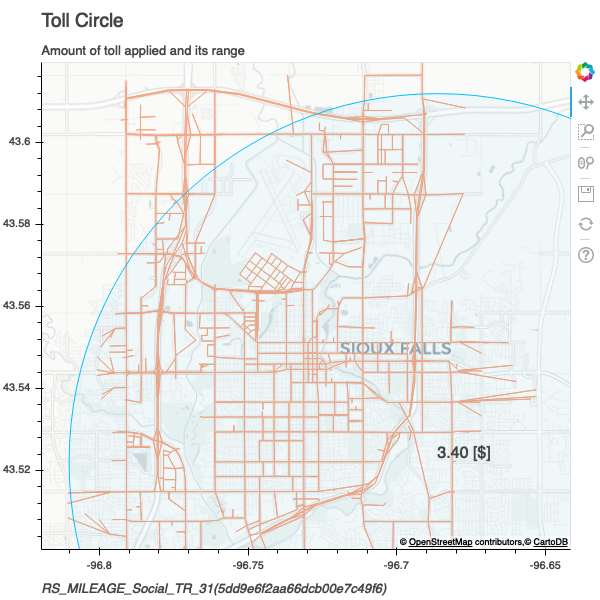 Toll Circle
Amount of toll applied and its range
43.6
43.58
43.56
SIOUX FALLS
43.54
3.40 [$]
43.52
© OpenStreetMap contributors,© CartoDB
-96.8
-96.75
-96.7
-96.65
RS_MILEAGE_Social_TR_31(5dd9e6f2aa66dcb00e7c49f6)